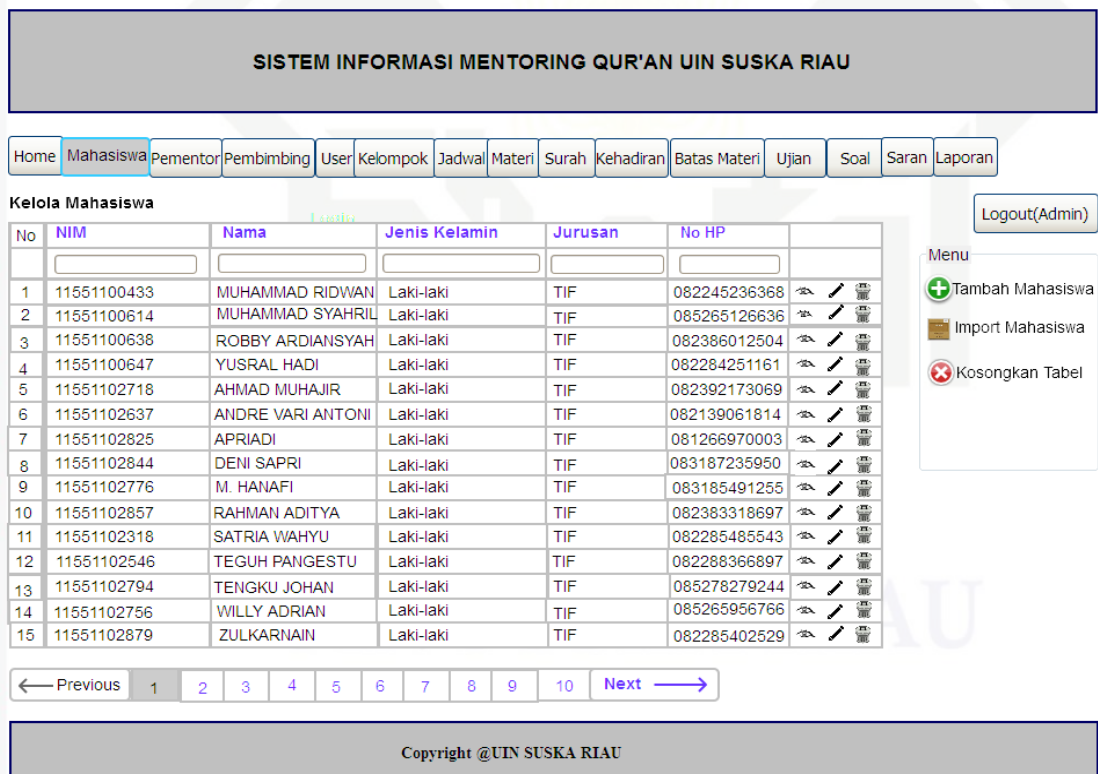 SISTEM INFORMASI MENTORING QUR'AN UIN SUSKA RIAU
Home Mahasiswa Pementor Pembimbing User Kelompok Jadwal Materi Surah Kehadiran Batas Materi Ujian Soal Saran Laporan
Kelola Mahasiswa
Logout(Admin)
No NIM Nama Jenis Kelamin Jurusan No HP
1 11551100433 MUHAMMAD RIDWAN Laki-laki TIF 082245236368
2 11551100614 MUHAMMAD SYAHRIL Laki-laki TIF 085265126636
3 11551100638 ROBBY ARDIANSYAH Laki-laki TIF 082386012504
4 11551100647 YUSRAL HADI Laki-laki TIF 082284251161
5 11551102718 AHMAD MUHAJIR Laki-laki TIF 082392173069
6 11551102637 ANDRE VARI ANTONI Laki-laki TIF 082139061814
7 11551102825 APRIADI Laki-laki TIF 081266970003
8 11551102844 DENI SAPRI Laki-laki TIF 083187235950
9 11551102776 M. HANAFI Laki-laki TIF 083185491255
10 11551102857 RAHMAN ADITYA Laki-laki TIF 082383318697
11 11551102318 SATRIA WAHYU Laki-laki TIF 082285485543
12 11551102546 TEGUH PANGESTU Laki-laki TIF 082288366897
13 11551102794 TENGKU JOHAN Laki-laki TIF 085278279244
14 11551102756 WILLY ADRIAN Laki-laki TIF 085265956766
15 11551102879 ZULKARNAIN Laki-laki TIF 082285402529
Menu
Tambah Mahasiswa
Import Mahasiswa
Kosongkan Tabel
Previous 1 2 3 4 5 6 7 8 9 10 Next
Copyright @UIN SUSKA RIAU